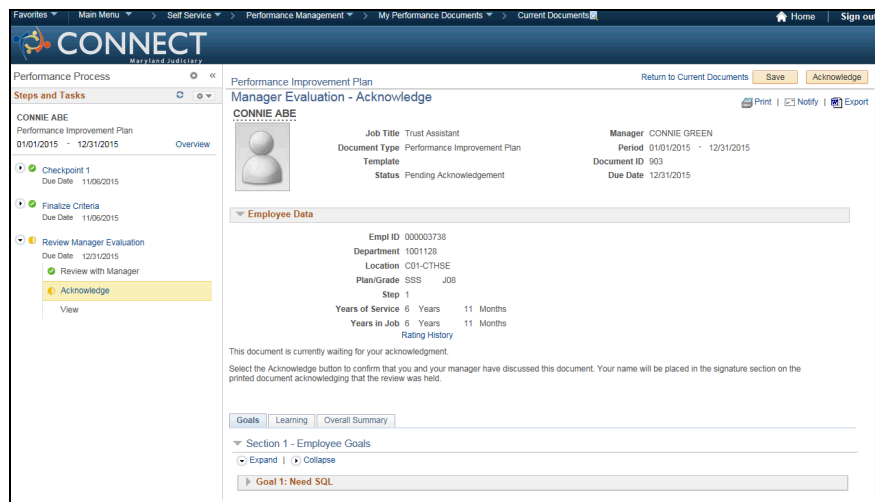 Favorites Main Menu > Self Service > Performance Management > My Performance Documents > Current Documents Home Sign out
CONNECT
Maryland Judiciary
Performance Process «
Steps and Tasks
CONNIE ABE
Performance Improvement Plan
01/01/2015 - 12/31/2015 Overview
Checkpoint 1
Due Date 11/06/2015
Finalize Criteria
Due Date 11/06/2015
Review Manager Evaluation
Due Date 12/31/2015
Review with Manager
Acknowledge
View
Performance Improvement Plan Return to Current Documents Save Acknowledge
Manager Evaluation - Acknowledge Print | Notify | Export
CONNIE ABE
Job Title Trust Assistant Manager CONNIE GREEN
Document Type Performance Improvement Plan Period 01/01/2015 - 12/31/2015
Template Document ID 903
Status Pending Acknowledgement Due Date 12/31/2015
Employee Data
Empl ID 000003738
Department 1001128
Location C01-CTHSE
Plan/Grade SSS J08
Step 1
Years of Service 6 Years 11 Months
Years in Job 6 Years 11 Months
Rating History
This document is currently waiting for your acknowledgment.
Select the Acknowledge button to confirm that you and your manager have discussed this document. Your name will be placed in the signature section on the
printed document acknowledging that the review was held.
Goals Learning Overall Summary
Section 1 - Employee Goals
Expand | Collapse
Goal 1: Need SQL